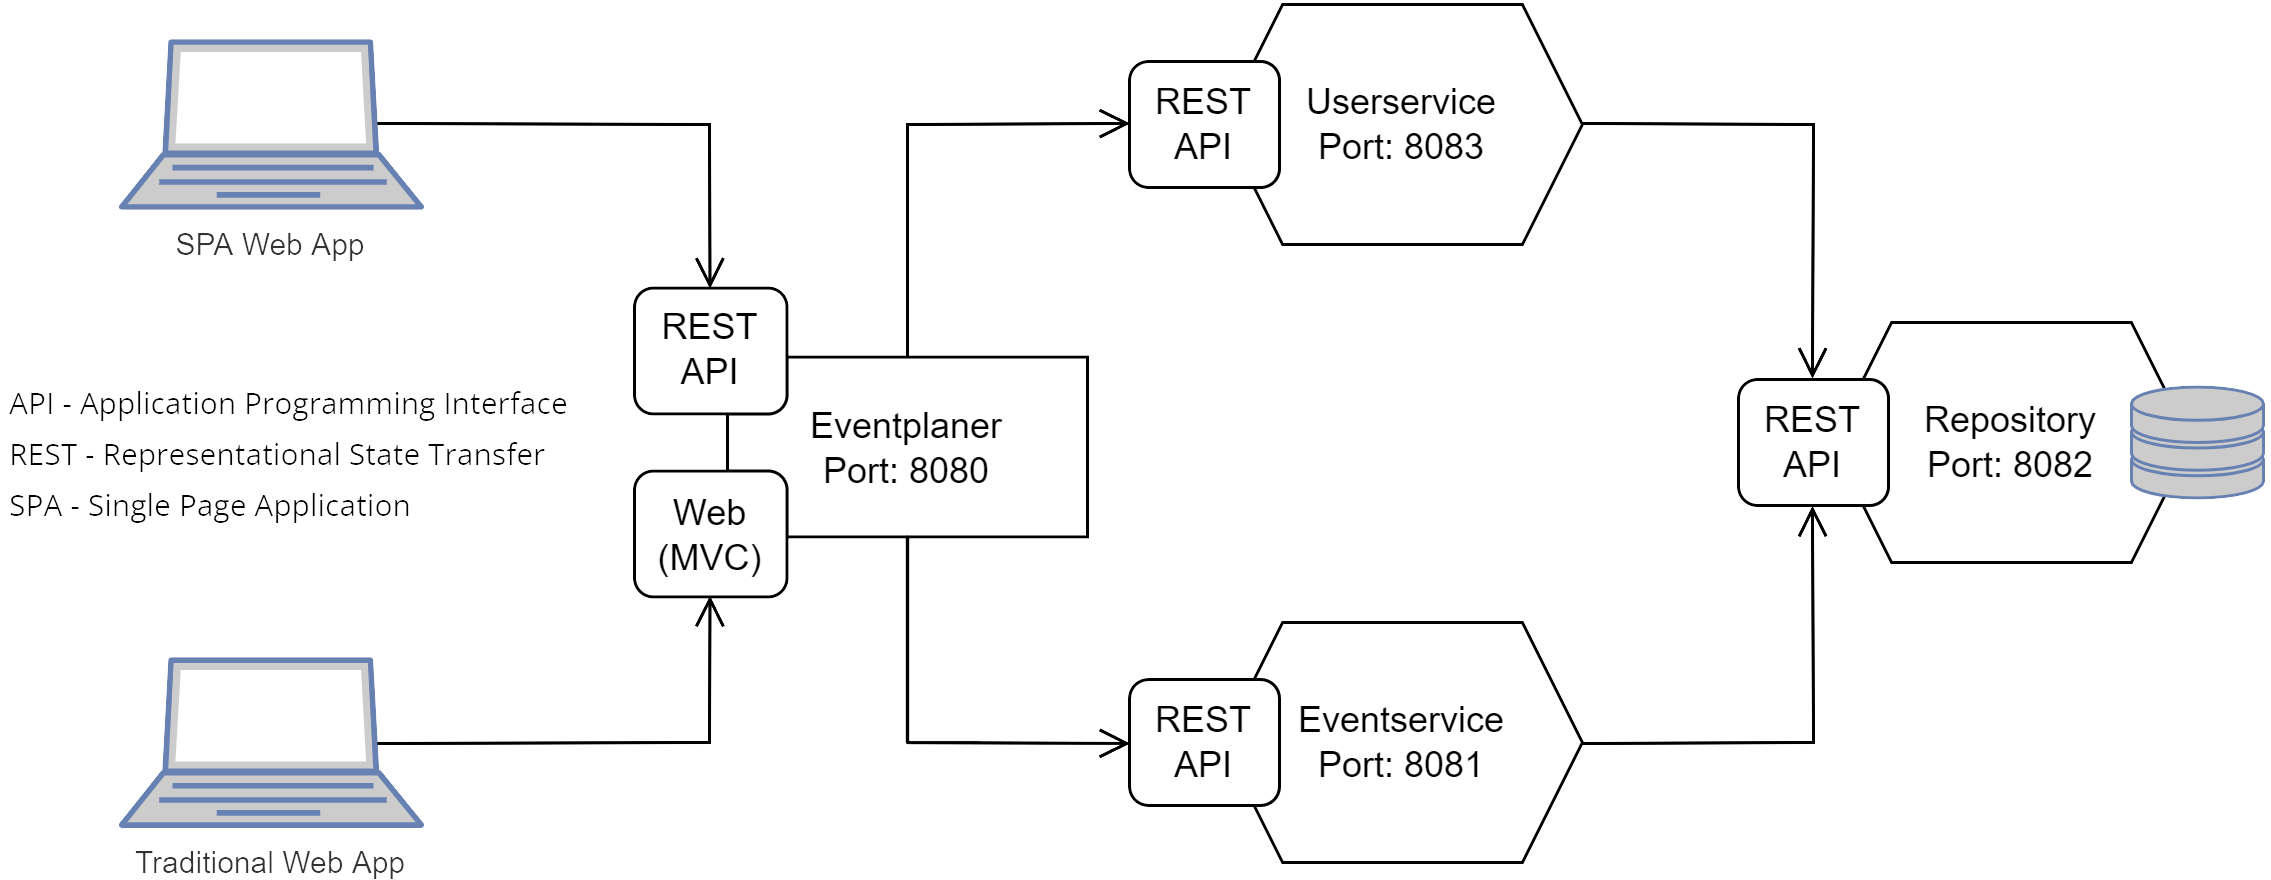 SPA Web App
API - Application Programming Interface
REST - Representational State Transfer
SPA - Single Page Application
Traditional Web App
REST
API
Web
(MVC)
Eventplaner
Port: 8080
REST
API
Userservice
Port: 8083
REST
API
Eventservice
Port: 8081
REST
API
Repository
Port: 8082